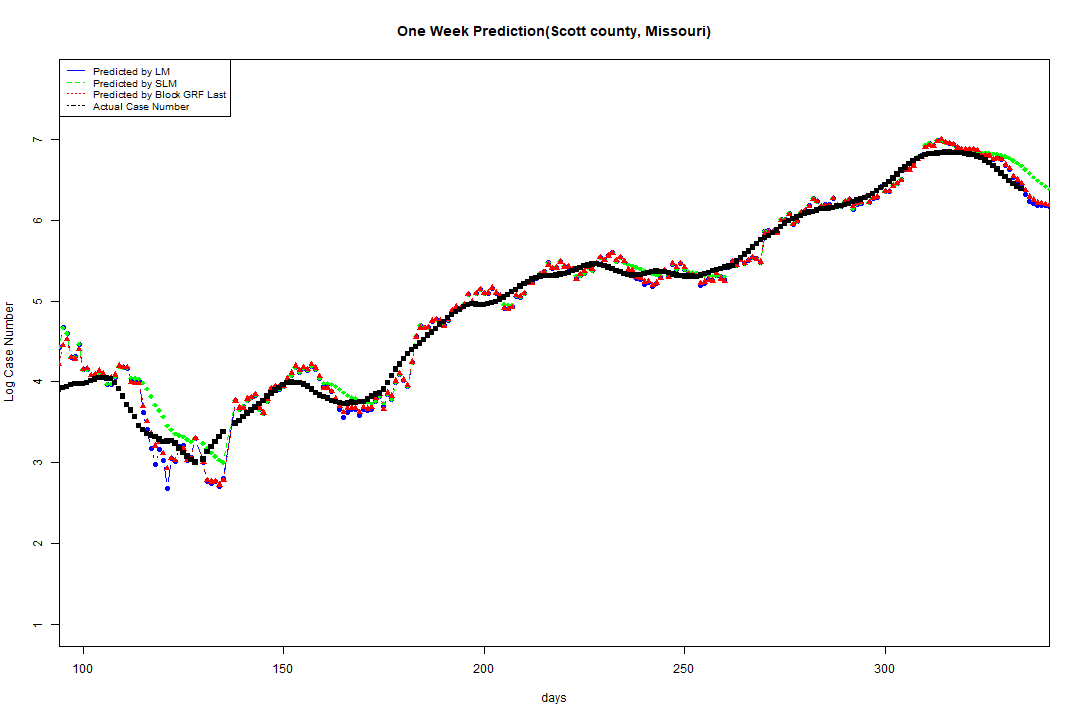 One Week Prediction(Scott county, Missouri)
Predicted by LM
Predicted by SLM
Predicted by Block GRF Last
Actual Case Number
7
6
5
4
3
2
1
Log Case Number
100 150 200 250 300
days